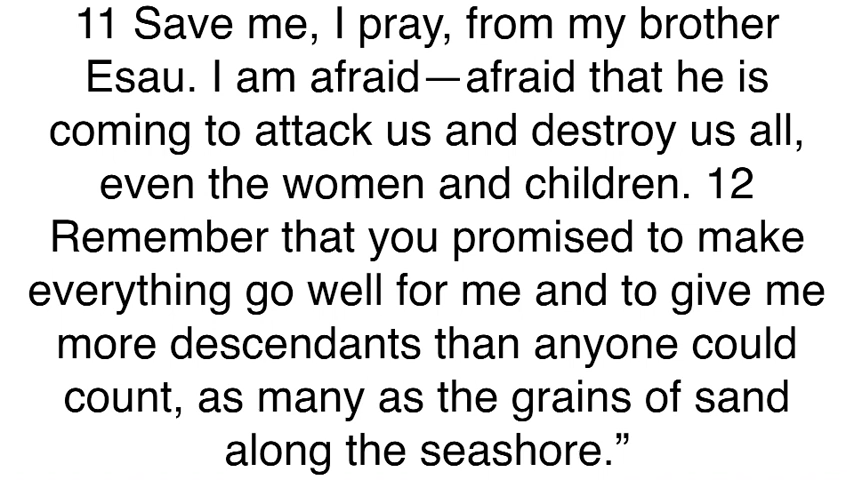 11 Save me, I pray, from my brother
Esau. I am afraid—afraid that he is
coming to attack us and destroy us all,
even the women and children. 12
Remember that you promised to make
everything go well for me and to give me
more descendants than anyone could
count, as many as the grains of sand
along the seashore.”